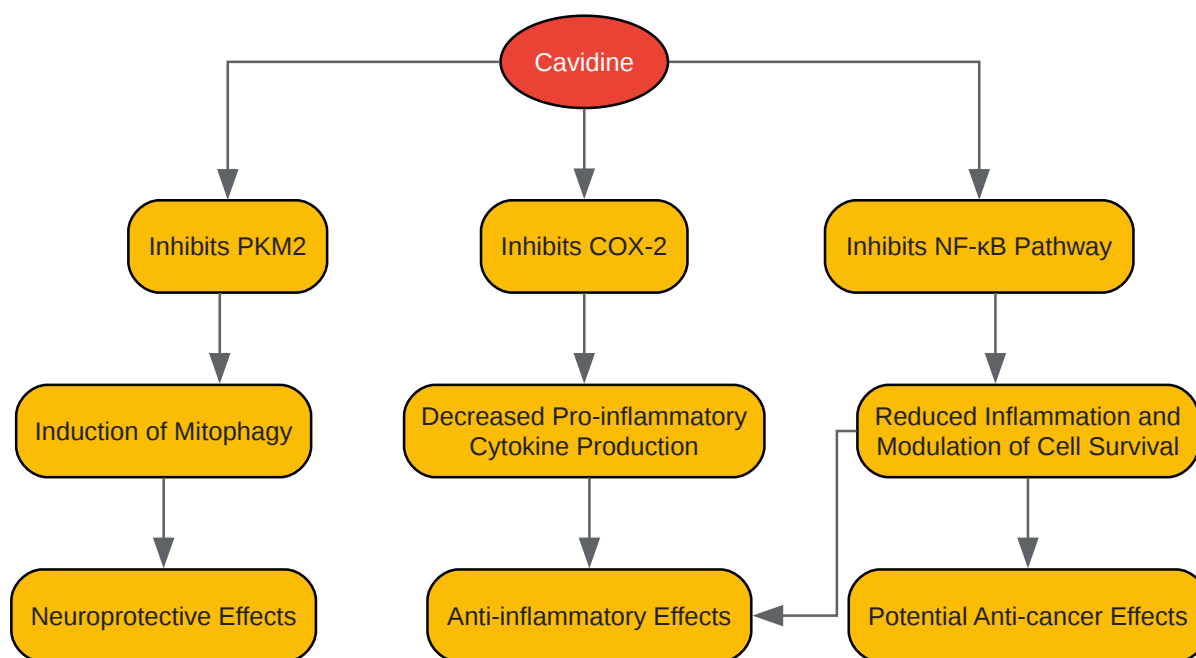 Cavidine
Inhibits PKM2
Inhibits COX-2
Inhibits NF-κB Pathway
Induction of Mitophagy
Decreased Pro-inflammatory
Cytokine Production
Reduced Inflammation and
Modulation of Cell Survival
Neuroprotective Effects
Anti-inflammatory Effects
Potential Anti-cancer Effects